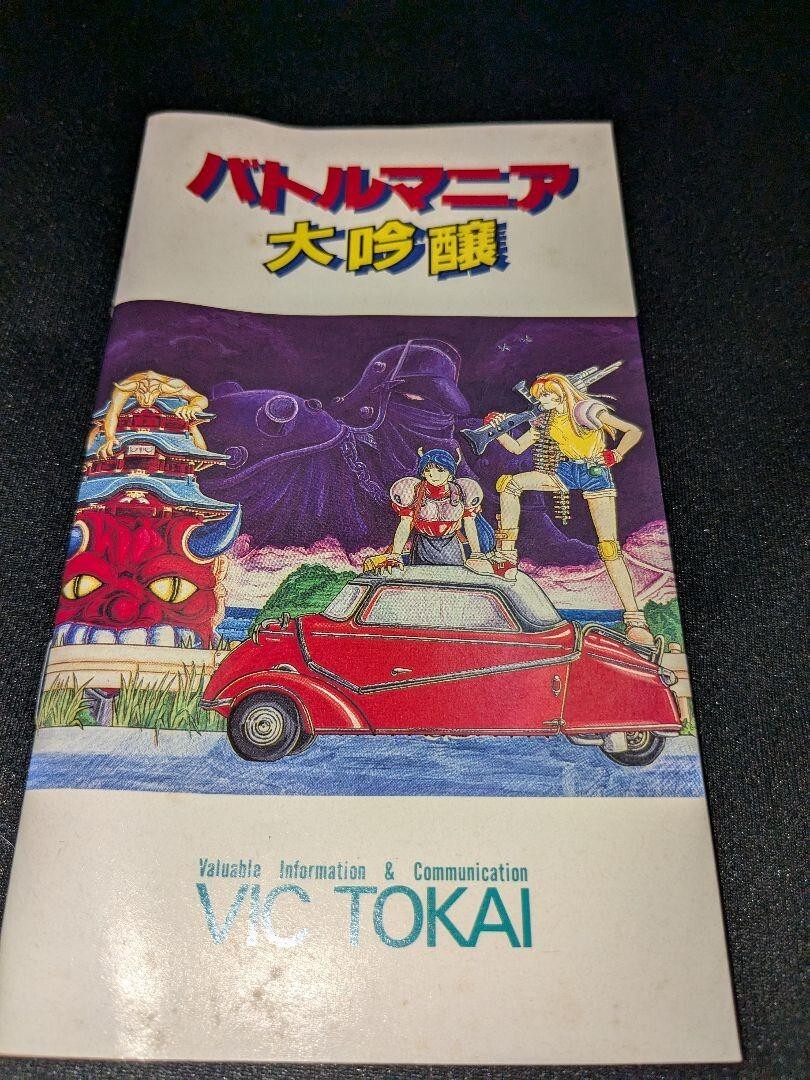 バトルマニア
大吟醸
Valuable Information & Communication
VIC TOKAI